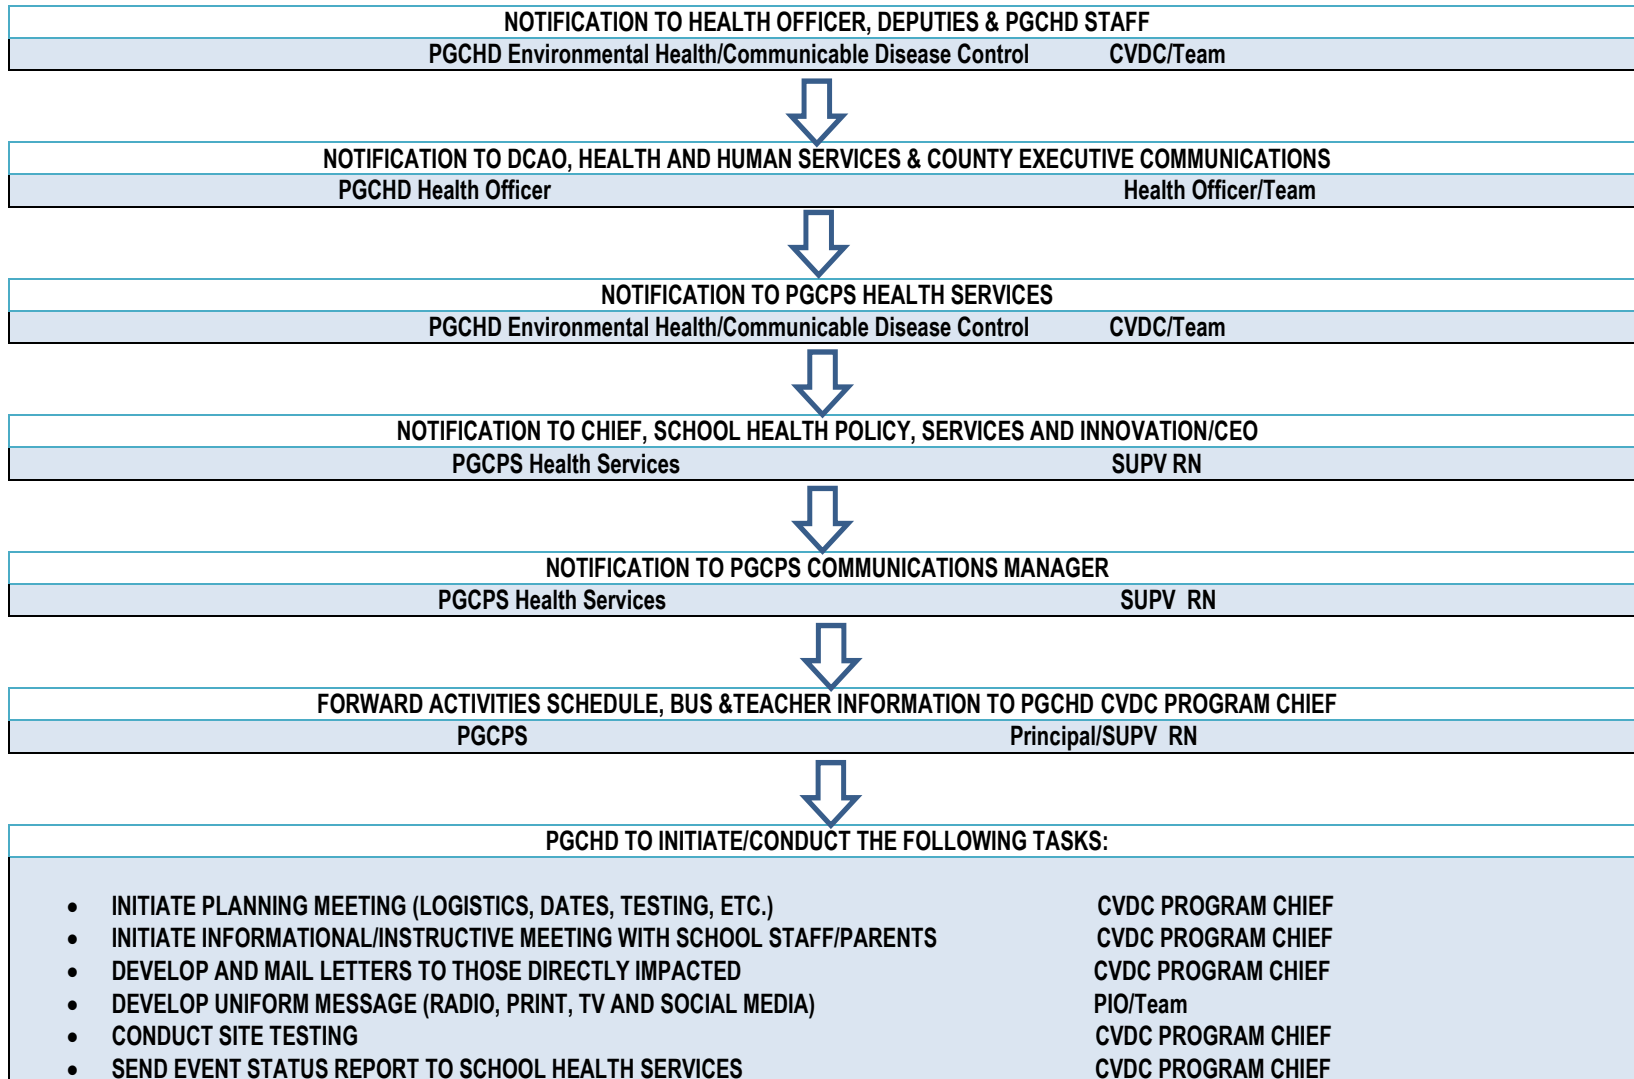 NOTIFICATION TO HEALTH OFFICER, DEPUTIES & PGCHD STAFF
PGCHD Environmental Health/Communicable Disease Control CVDC/Team
NOTIFICATION TO DCAO, HEALTH AND HUMAN SERVICES & COUNTY EXECUTIVE COMMUNICATIONS
PGCHD Health Officer Health Officer/Team
NOTIFICATION TO PGCPS HEALTH SERVICES
PGCHD Environmental Health/Communicable Disease Control CVDC/Team
NOTIFICATION TO CHIEF, SCHOOL HEALTH POLICY, SERVICES AND INNOVATION/CEO
PGCPS Health Services SUPV RN
NOTIFICATION TO PGCPS COMMUNICATIONS MANAGER
PGCPS Health Services SUPV RN
FORWARD ACTIVITIES SCHEDULE, BUS &TEACHER INFORMATION TO PGCHD CVDC PROGRAM CHIEF
PGCPS Principal/SUPV RN
PGCHD TO INITIATE/CONDUCT THE FOLLOWING TASKS:
• INITIATE PLANNING MEETING (LOGISTICS, DATES, TESTING, ETC.) CVDC PROGRAM CHIEF
• INITIATE INFORMATIONAL/INSTRUCTIVE MEETING WITH SCHOOL STAFF/PARENTS CVDC PROGRAM CHIEF
• DEVELOP AND MAIL LETTERS TO THOSE DIRECTLY IMPACTED CVDC PROGRAM CHIEF
• DEVELOP UNIFORM MESSAGE (RADIO, PRINT, TV AND SOCIAL MEDIA) PIO/Team
• CONDUCT SITE TESTING CVDC PROGRAM CHIEF
• SEND EVENT STATUS REPORT TO SCHOOL HEALTH SERVICES CVDC PROGRAM CHIEF